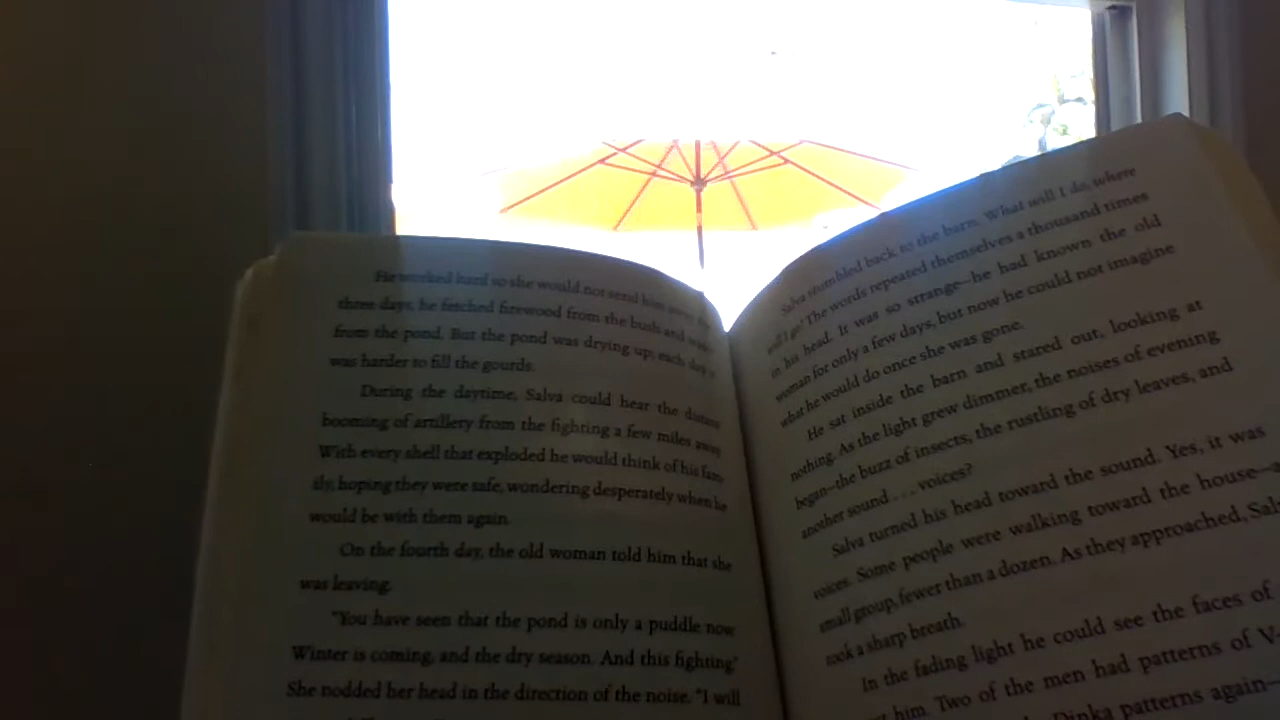 He worked hard so she would not send him away. For
three days, he fetched firewood from the bush and water
from the pond. But the pond was drying up; each day it
was harder to fill the gourds.
During the daytime, Salva could hear the distant
booming of artillery from the fighting a few miles away.
With every shell that exploded he would think of his fam-
ily, hoping they were safe, wondering desperately when he
would be with them again.
On the fourth day, the old woman told him that she
was leaving.
"You have seen that the pond is only a puddle now.
Winter is coming, and the dry season. And this fighting."
She nodded her head in the direction of the noise. "I will
Salva stumbled back to the barn. What will I do, where
will I go? The words repeated themselves a thousand times
in his head. It was so strange—he had known the old
woman for only a few days, but now he could not imagine
what he would do once she was gone.
He sat inside the barn and stared out, looking at
nothing. As the light grew dimmer, the noises of evening
began—the buzz of insects, the rustling of dry leaves, and
another sound . . . voices?
Salva turned his head toward the sound. Yes, it was
voices. Some people were walking toward the house—a
small group, fewer than a dozen. As they approached, Sal
took a sharp breath.
In the fading light he could see the faces of
him. Two of the men had patterns of V
Dinka patterns again—